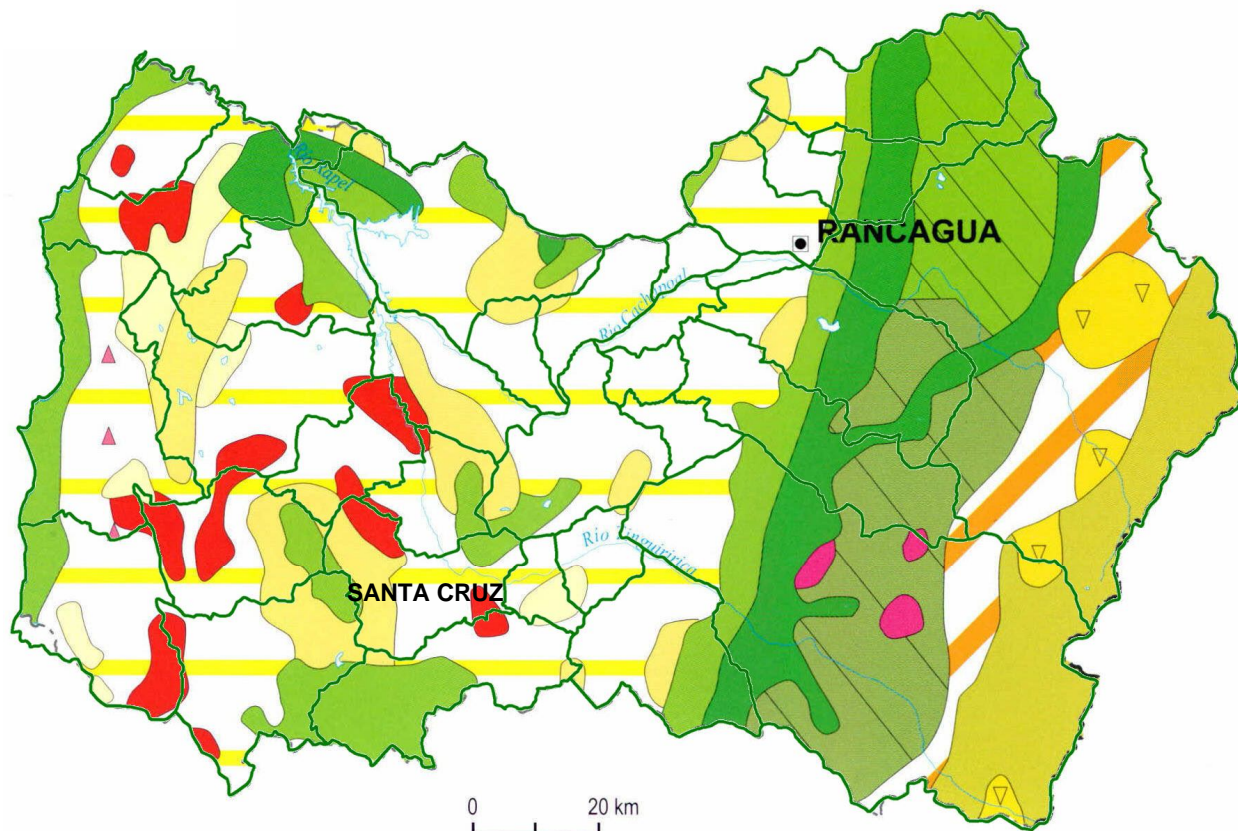 Río Rapel
RANCAGUA
Río Cachapoal
Río Tinguiririca
SANTA CRUZ
0 20 km